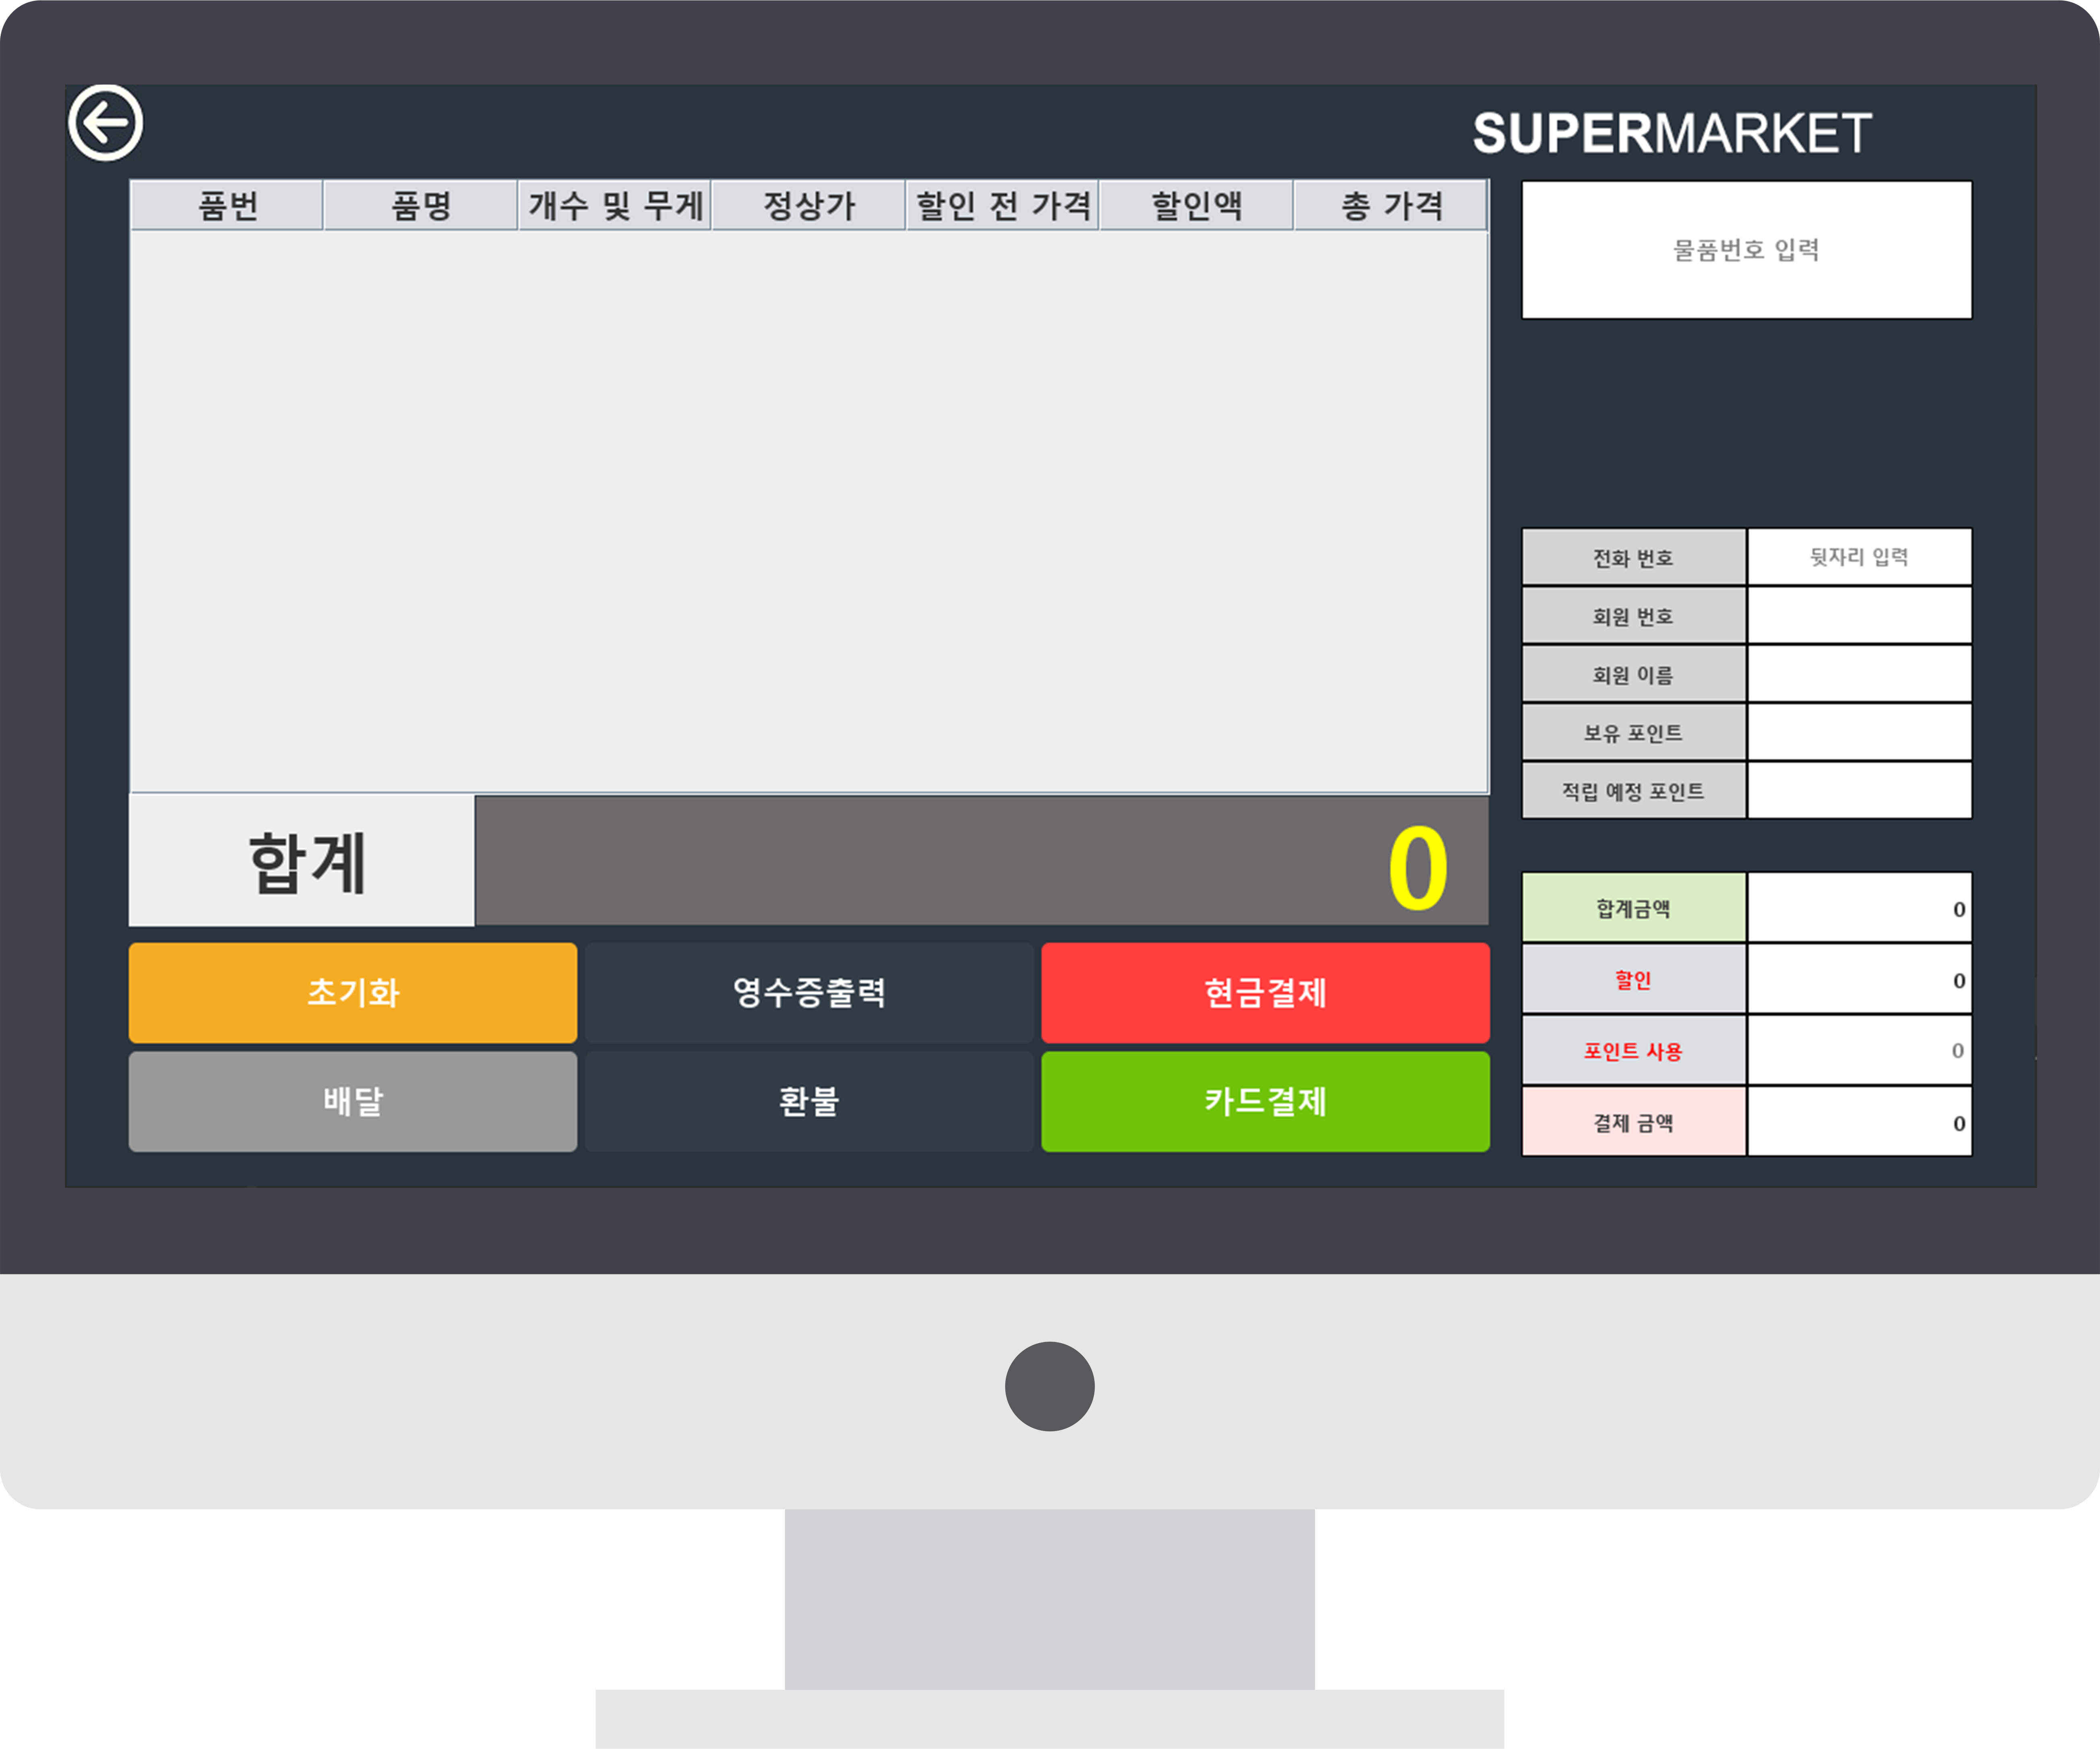 SUPERMARKET
품번 품명 개수 및 무게 정상가 할인 전 가격 할인액 총 가격
물품번호 입력
전화 번호 뒷자리 입력
회원 번호
회원 이름
보유 포인트
적립 예정 포인트
합계 0
합계금액 0
할인 0
포인트 사용 0
결제 금액 0
초기화 영수증출력 현금결제
배달 환불 카드결제